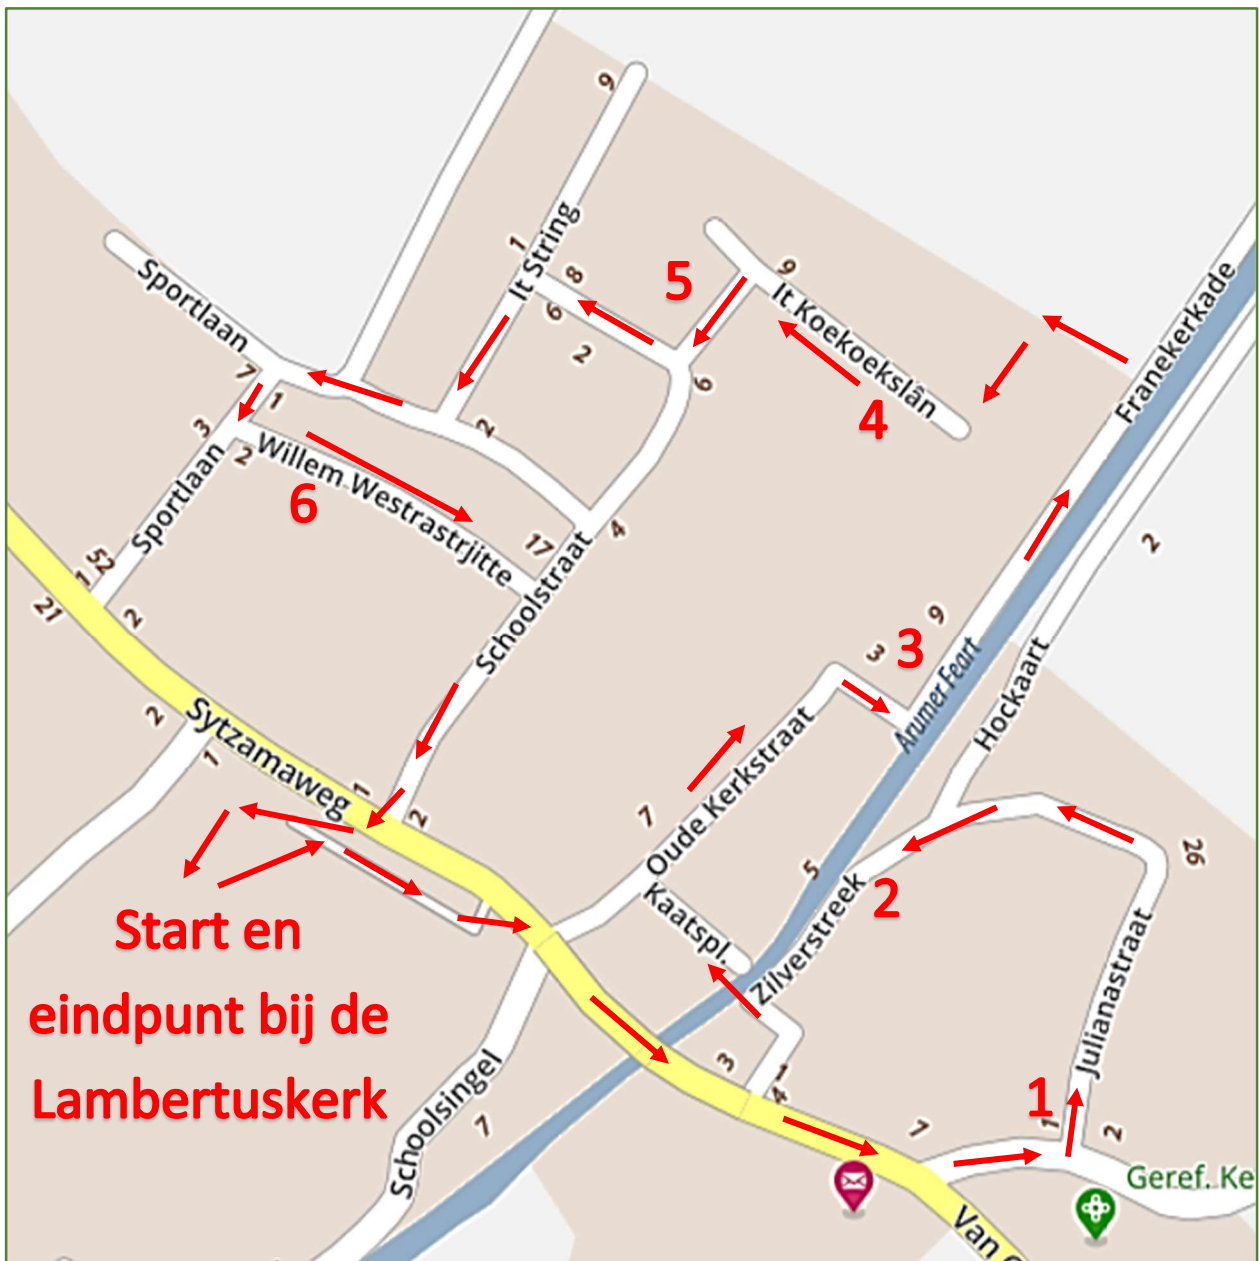 9
Sportlaan
1
It String
8
6
2
5
9
It Koekoekslân
4
6
Franekerkade
7
1
3
2
Willem Westrastrjitte
6
2
Sportlaan
17
4
Schoolstraat
52
1
21
2
2
9
3
3
Arumer Feart
Hockaart
2
Sytzamaweg
1
1
2
7
Oude Kerkstraat
Kaatspl.
5
Zilverstreek
2
26
Julianastraat
Start en
eindpunt bij de
Lambertuskerk
Schoolsingel
7
3
1
4
7
1
1
2
Geref. Ke
Van